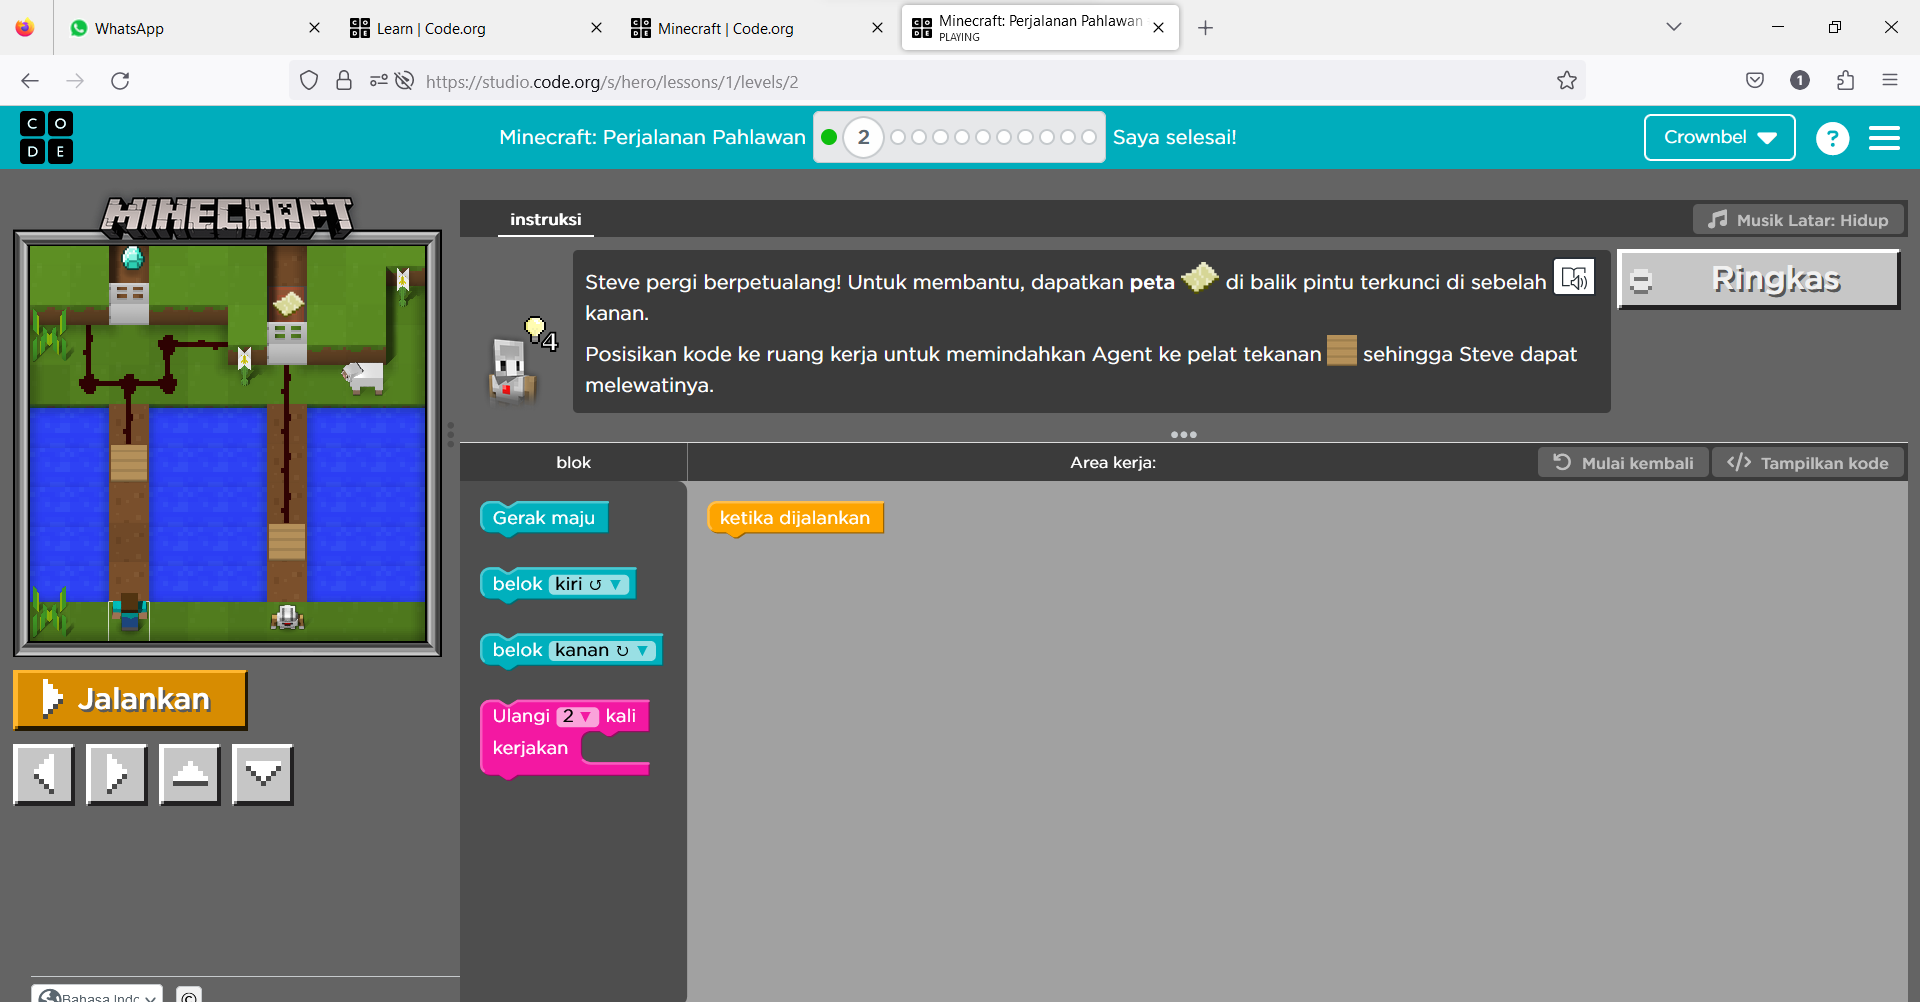 WhatsApp
Learn | Code.org
Minecraft | Code.org
Minecraft: Perjalanan Pahlawan
PLAYING
https://studio.code.org/s/hero/lessons/1/levels/2
1
C O
D E
Minecraft: Perjalanan Pahlawan
2
Saya selesai!
Crownbel
?
MINECRAFT
instruksi
Musik Latar: Hidup
Steve pergi berpetualang! Untuk membantu, dapatkan peta di balik pintu terkunci di sebelah
kanan.
4
Posisikan kode ke ruang kerja untuk memindahkan Agent ke pelat tekanan sehingga Steve dapat
melewatinya.
Ringkas
blok
Area kerja:
Mulai kembali
Tampilkan kode
Gerak maju
belok kiri ↺
belok kanan ↻
Ulangi 2 kali
kerjakan
ketika dijalankan
Jalankan
Bahasa Indc
©